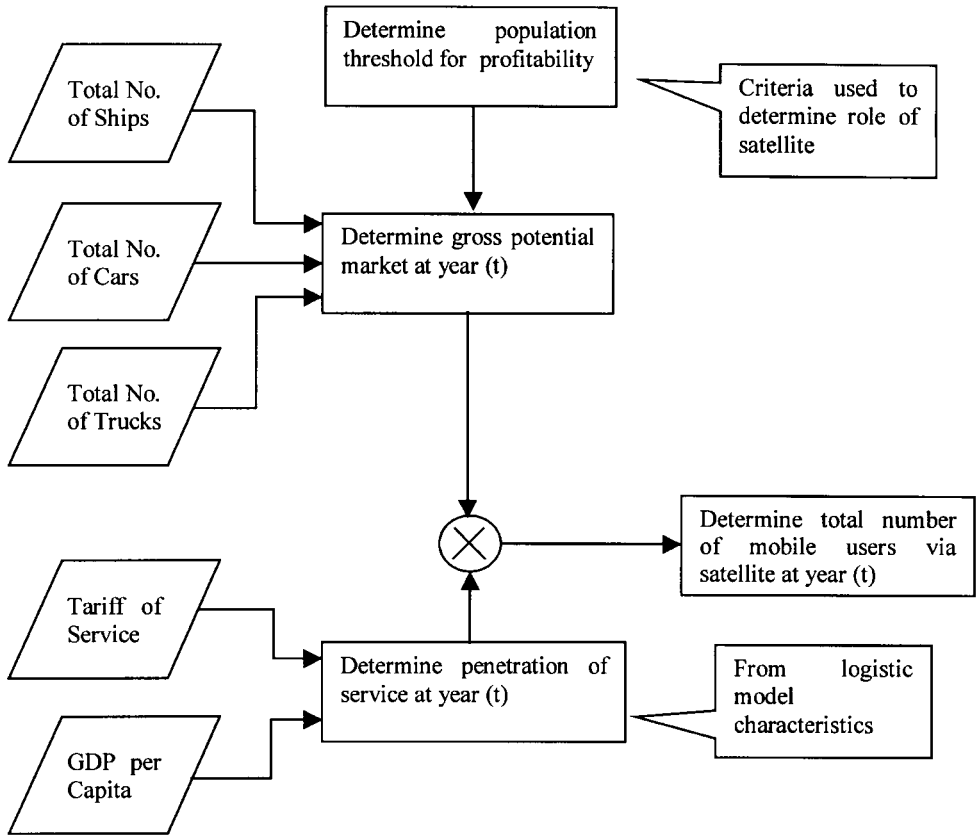 Determine population
threshold for profitability
Total No.
of Ships
Criteria used to
determine role of
satellite
Total No.
of Cars
Determine gross potential
market at year (t)
Total No.
of Trucks
Determine total number
of mobile users via
satellite at year (t)
Tariff of
Service
Determine penetration of
service at year (t)
From logistic
model
characteristics
GDP per
Capita